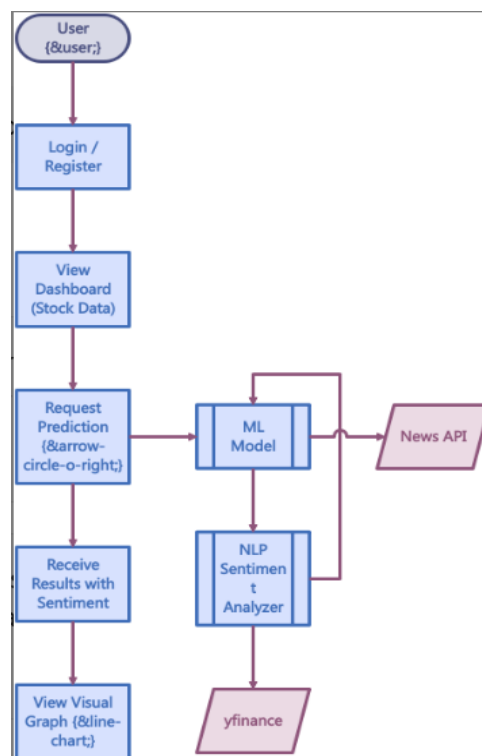 User
{&user;}
Login /
Register
View
Dashboard
(Stock Data)
Request
Prediction
{&arrow-
circle-o-right;}
ML
Model
News API
Receive
Results with
Sentiment
NLP
Sentimen
t
Analyzer
View Visual
Graph {&line-
chart;}
yfinance